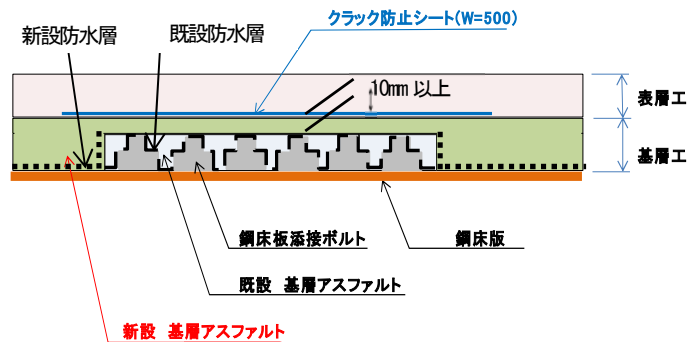 クラック防止シート(W=500)
新設防水層
既設防水層
10mm 以上
表層工
基層工
鋼床板添接ボルト
鋼床版
既設 基層アスファルト
新設 基層アスファルト